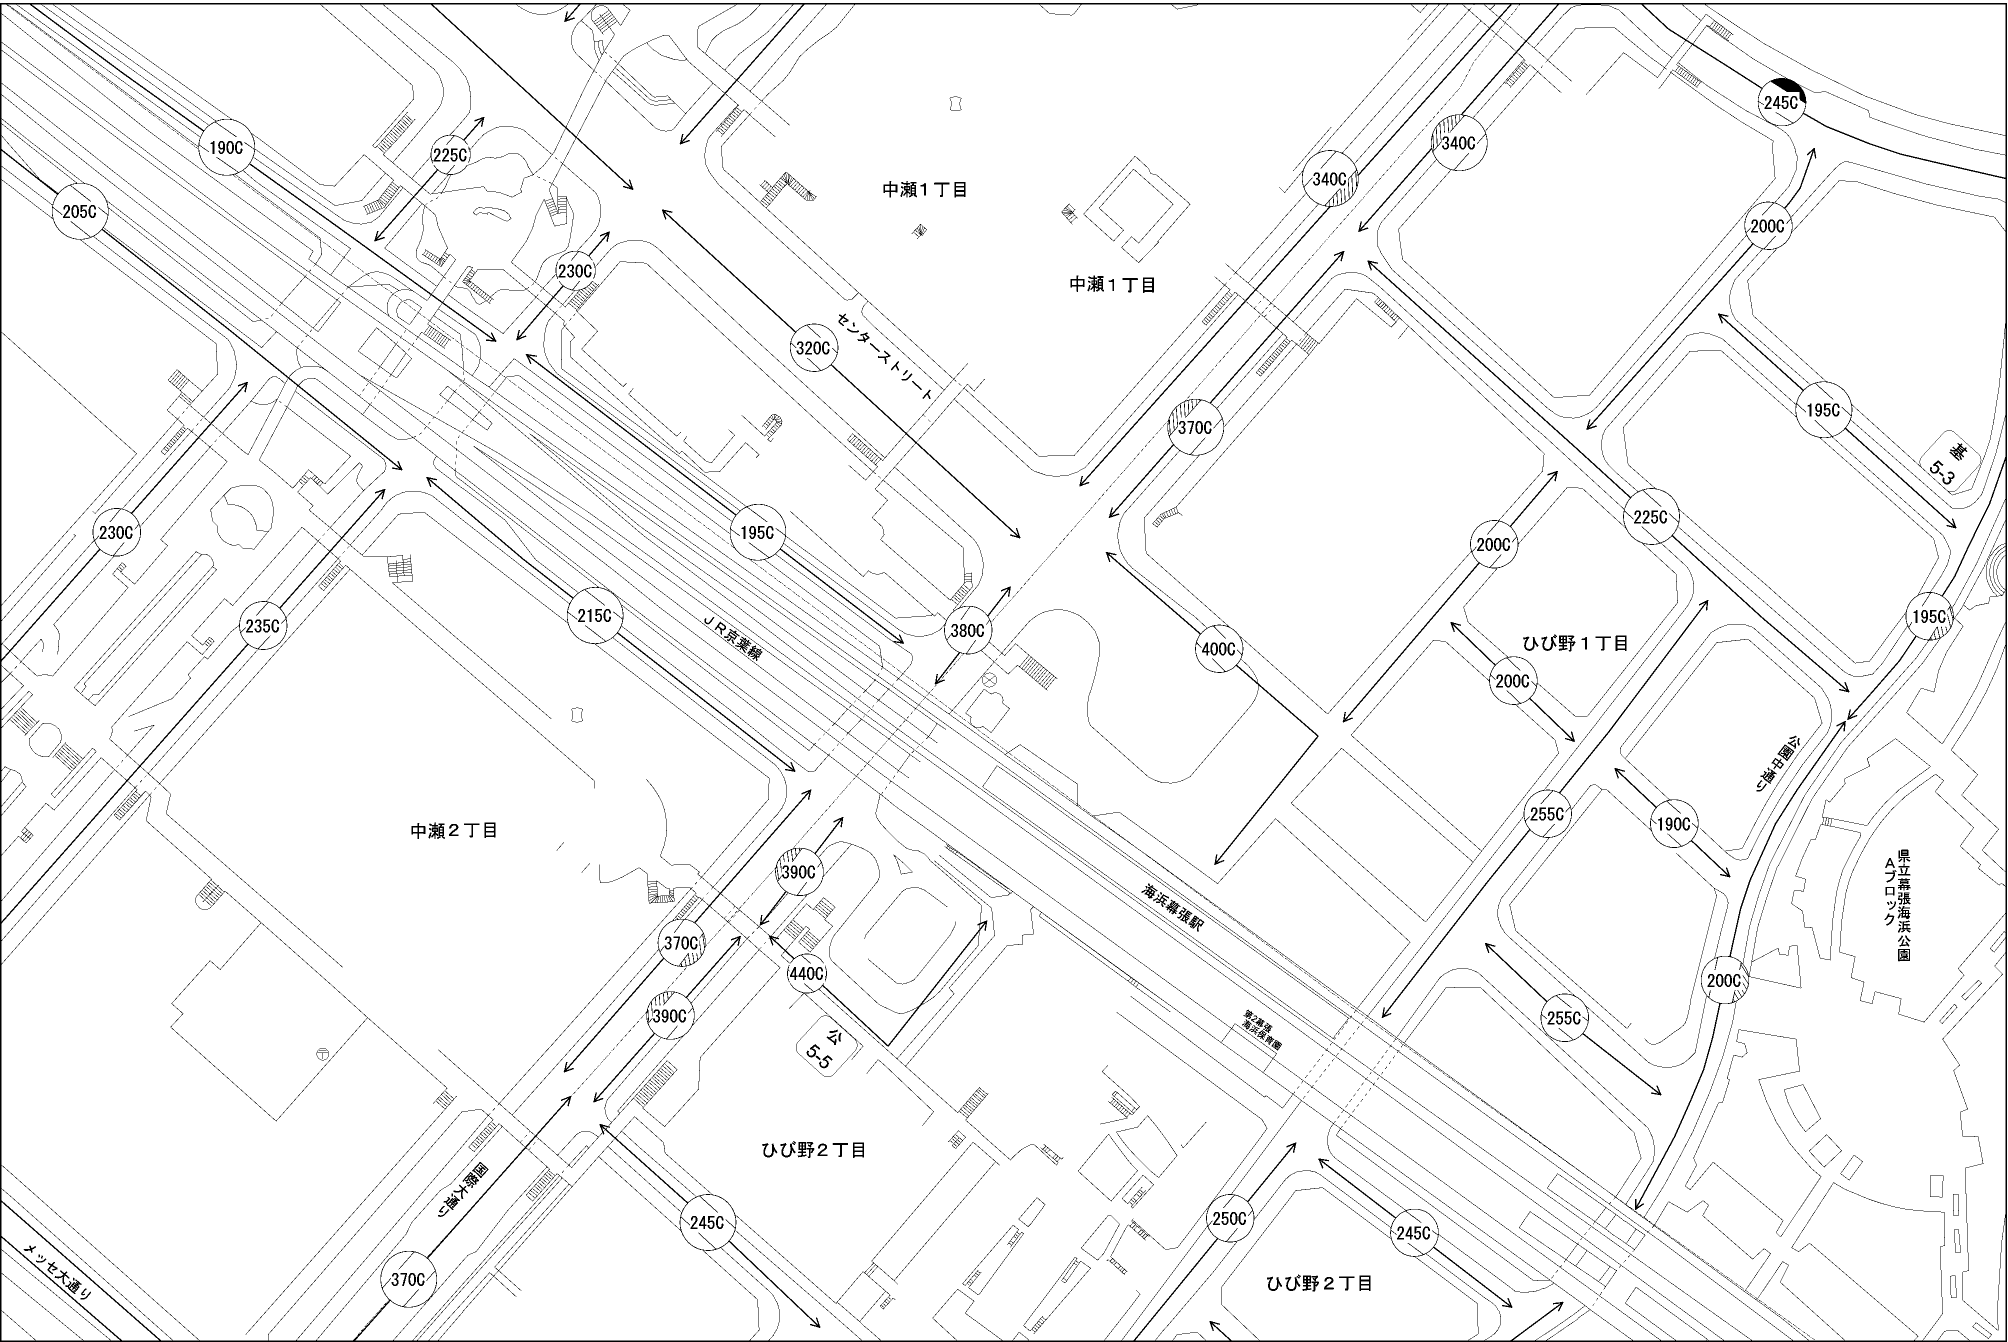 245C
190C
340C
225C
340C
中瀬１丁目
205C
200C
230C
中瀬１丁目
センターストリート
320C
195C
370C
基
5-3
225C
230C
195C
200C
215C
195C
235C
380C
JR京葉線
400C
ひび野１丁目
200C
公園中通り
255C
190C
中瀬２丁目
390C
県立幕張海浜公園
Aブロック
海浜幕張駅
370C
440C
200C
390C
255C
第2幕張
海浜保育園
公
5-5
〒
ひび野２丁目
国際大通り
245C
250C
245C
メッセ大通り
370C
ひび野２丁目